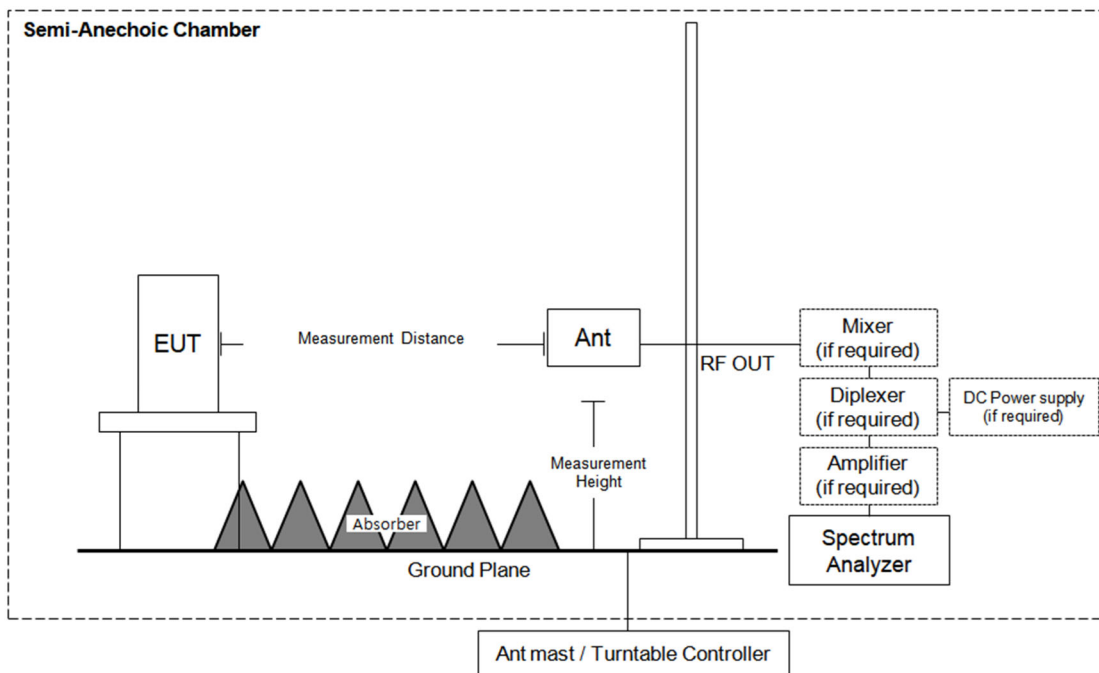 Semi-Anechoic Chamber
EUT
Measurement Distance
Ant
RF OUT
Mixer
(if required)
Diplexer
(if required)
DC Power supply
(if required)
Amplifier
(if required)
Spectrum
Analyzer
Measurement
Height
Absorber
Ground Plane
Ant mast / Turntable Controller